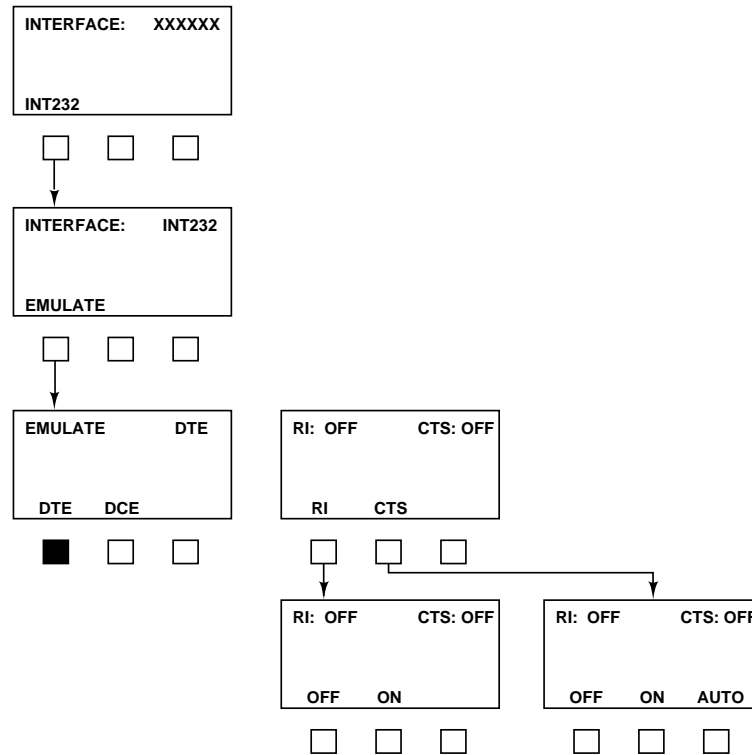 INTERFACE: XXXXXX
INT232
INTERFACE: INT232
EMULATE
EMULATE DTE
DTE DCE
RI: OFF CTS: OFF
RI CTS
RI: OFF CTS: OFF
OFF ON
RI: OFF CTS: OFF
OFF ON AUTO